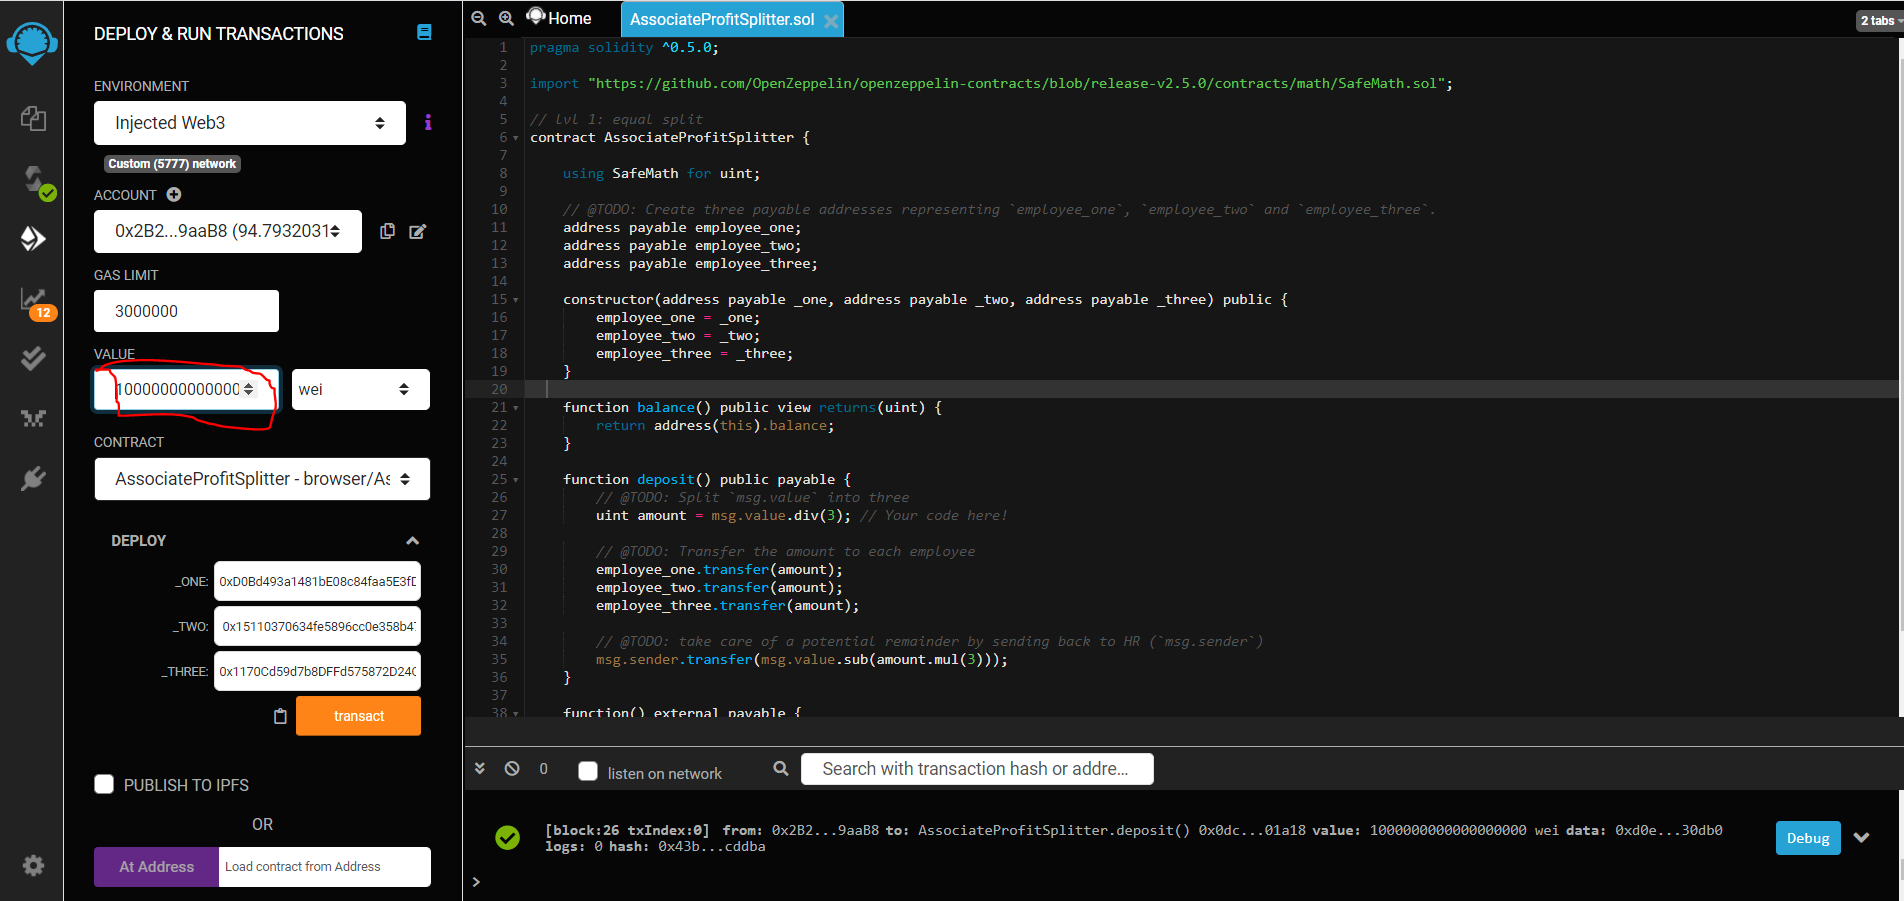 DEPLOY & RUN TRANSACTIONS
ENVIRONMENT
Injected Web3
Custom (5777) network
ACCOUNT
0x2B2...9aaB8 (94.7932031
GAS LIMIT
3000000
VALUE
10000000000000
wei
CONTRACT
AssociateProfitSplitter - browser/As
DEPLOY
_ONE:
0xD0Bd493a1481bE08c84faa5E3fD
_TWO:
0x15110370634fe5896cc0e358b47
_THREE:
0x1170Cd59d7b8DFFd575872D24C
transact
PUBLISH TO IPFS
OR
At Address
Load contract from Address
12
Home
AssociateProfitSplitter.sol
2 tabs
1 pragma solidity ^0.5.0;
2
3 import "https://github.com/OpenZeppelin/openzeppelin-contracts/blob/release-v2.5.0/contracts/math/SafeMath.sol";
4
5 // lvl 1: equal split
6 contract AssociateProfitSplitter {
7
8 using SafeMath for uint;
9
10 // @TODO: Create three payable addresses representing `employee_one`, `employee_two` and `employee_three`.
11 address payable employee_one;
12 address payable employee_two;
13 address payable employee_three;
14
15 constructor(address payable _one, address payable _two, address payable _three) public {
16 employee_one = _one;
17 employee_two = _two;
18 employee_three = _three;
19 }
20
21 function balance() public view returns(uint) {
22 return address(this).balance;
23 }
24
25 function deposit() public payable {
26 // @TODO: Split `msg.value` into three
27 uint amount = msg.value.div(3); // Your code here!
28
29 // @TODO: Transfer the amount to each employee
30 employee_one.transfer(amount);
31 employee_two.transfer(amount);
32 employee_three.transfer(amount);
33
34 // @TODO: take care of a potential remainder by sending back to HR (`msg.sender`)
35 msg.sender.transfer(msg.value.sub(amount.mul(3)));
36 }
37
38 function() external payable {
0
listen on network
Search with transaction hash or addre...
[block:26 txIndex:0] from: 0x2B2...9aaB8 to: AssociateProfitSplitter.deposit() 0x0dc...01a18 value: 1000000000000000000 wei data: 0xd0e...30db0
logs: 0 hash: 0x43b...cddba
Debug
>